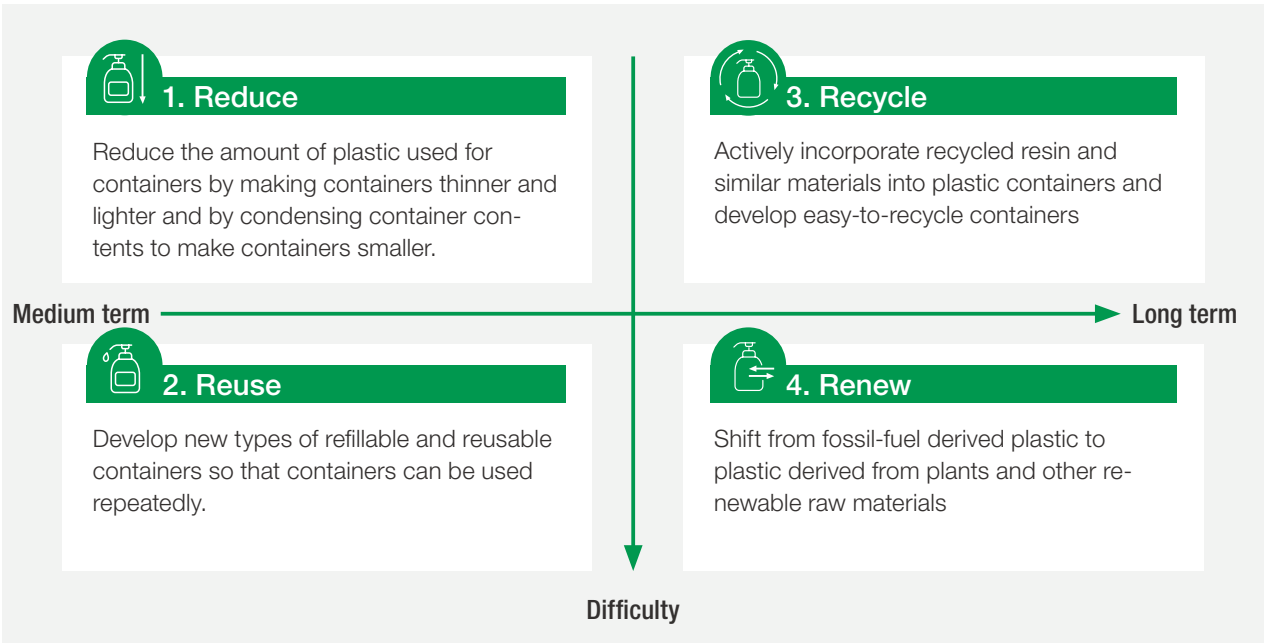 1. Reduce
Reduce the amount of plastic used for
containers by making containers thinner and
lighter and by condensing container con-
tents to make containers smaller.
3. Recycle
Actively incorporate recycled resin and
similar materials into plastic containers and
develop easy-to-recycle containers
Medium term
Long term
2. Reuse
Develop new types of refillable and reusable
containers so that containers can be used
repeatedly.
4. Renew
Shift from fossil-fuel derived plastic to
plastic derived from plants and other re-
newable raw materials
Difficulty